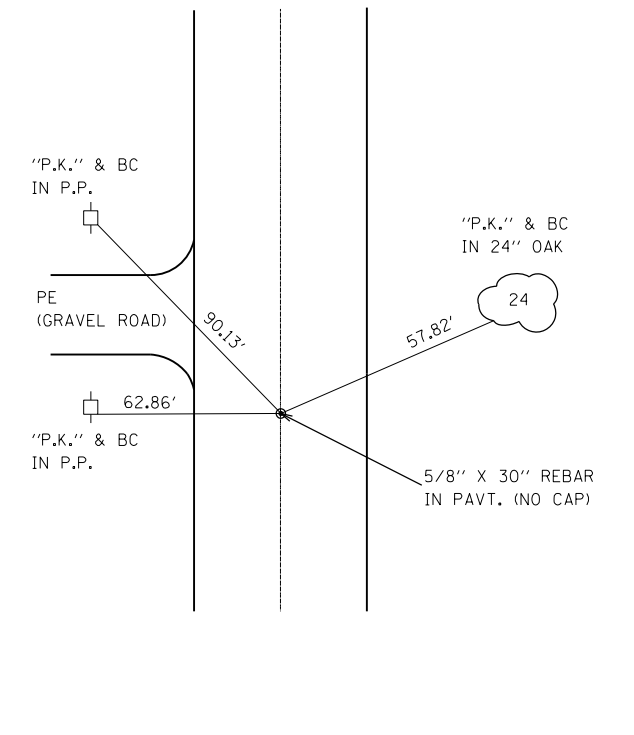 "P.K." & BC
IN P.P.
"P.K." & BC
IN 24" OAK
24
PE
(GRAVEL ROAD)
90.13'
57.82'
62.86'
"P.K." & BC
IN P.P.
5/8" X 30" REBAR
IN PAVT. (NO CAP)